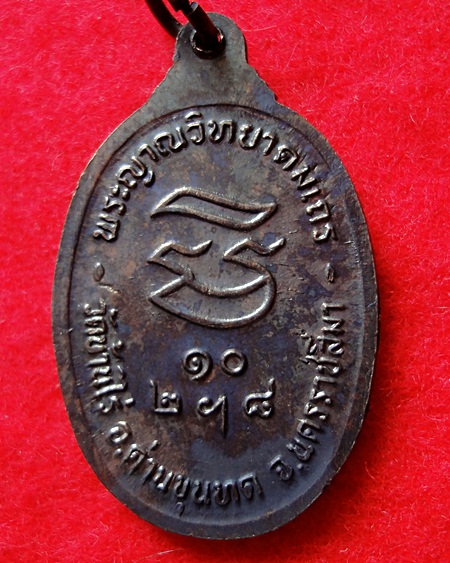 พระญาณวิทยาคมเถร
๑๐
๒ ๆ ๘
วัดบ้านไร่ อ.ด่านขุนทด จ.นครราชสีมา